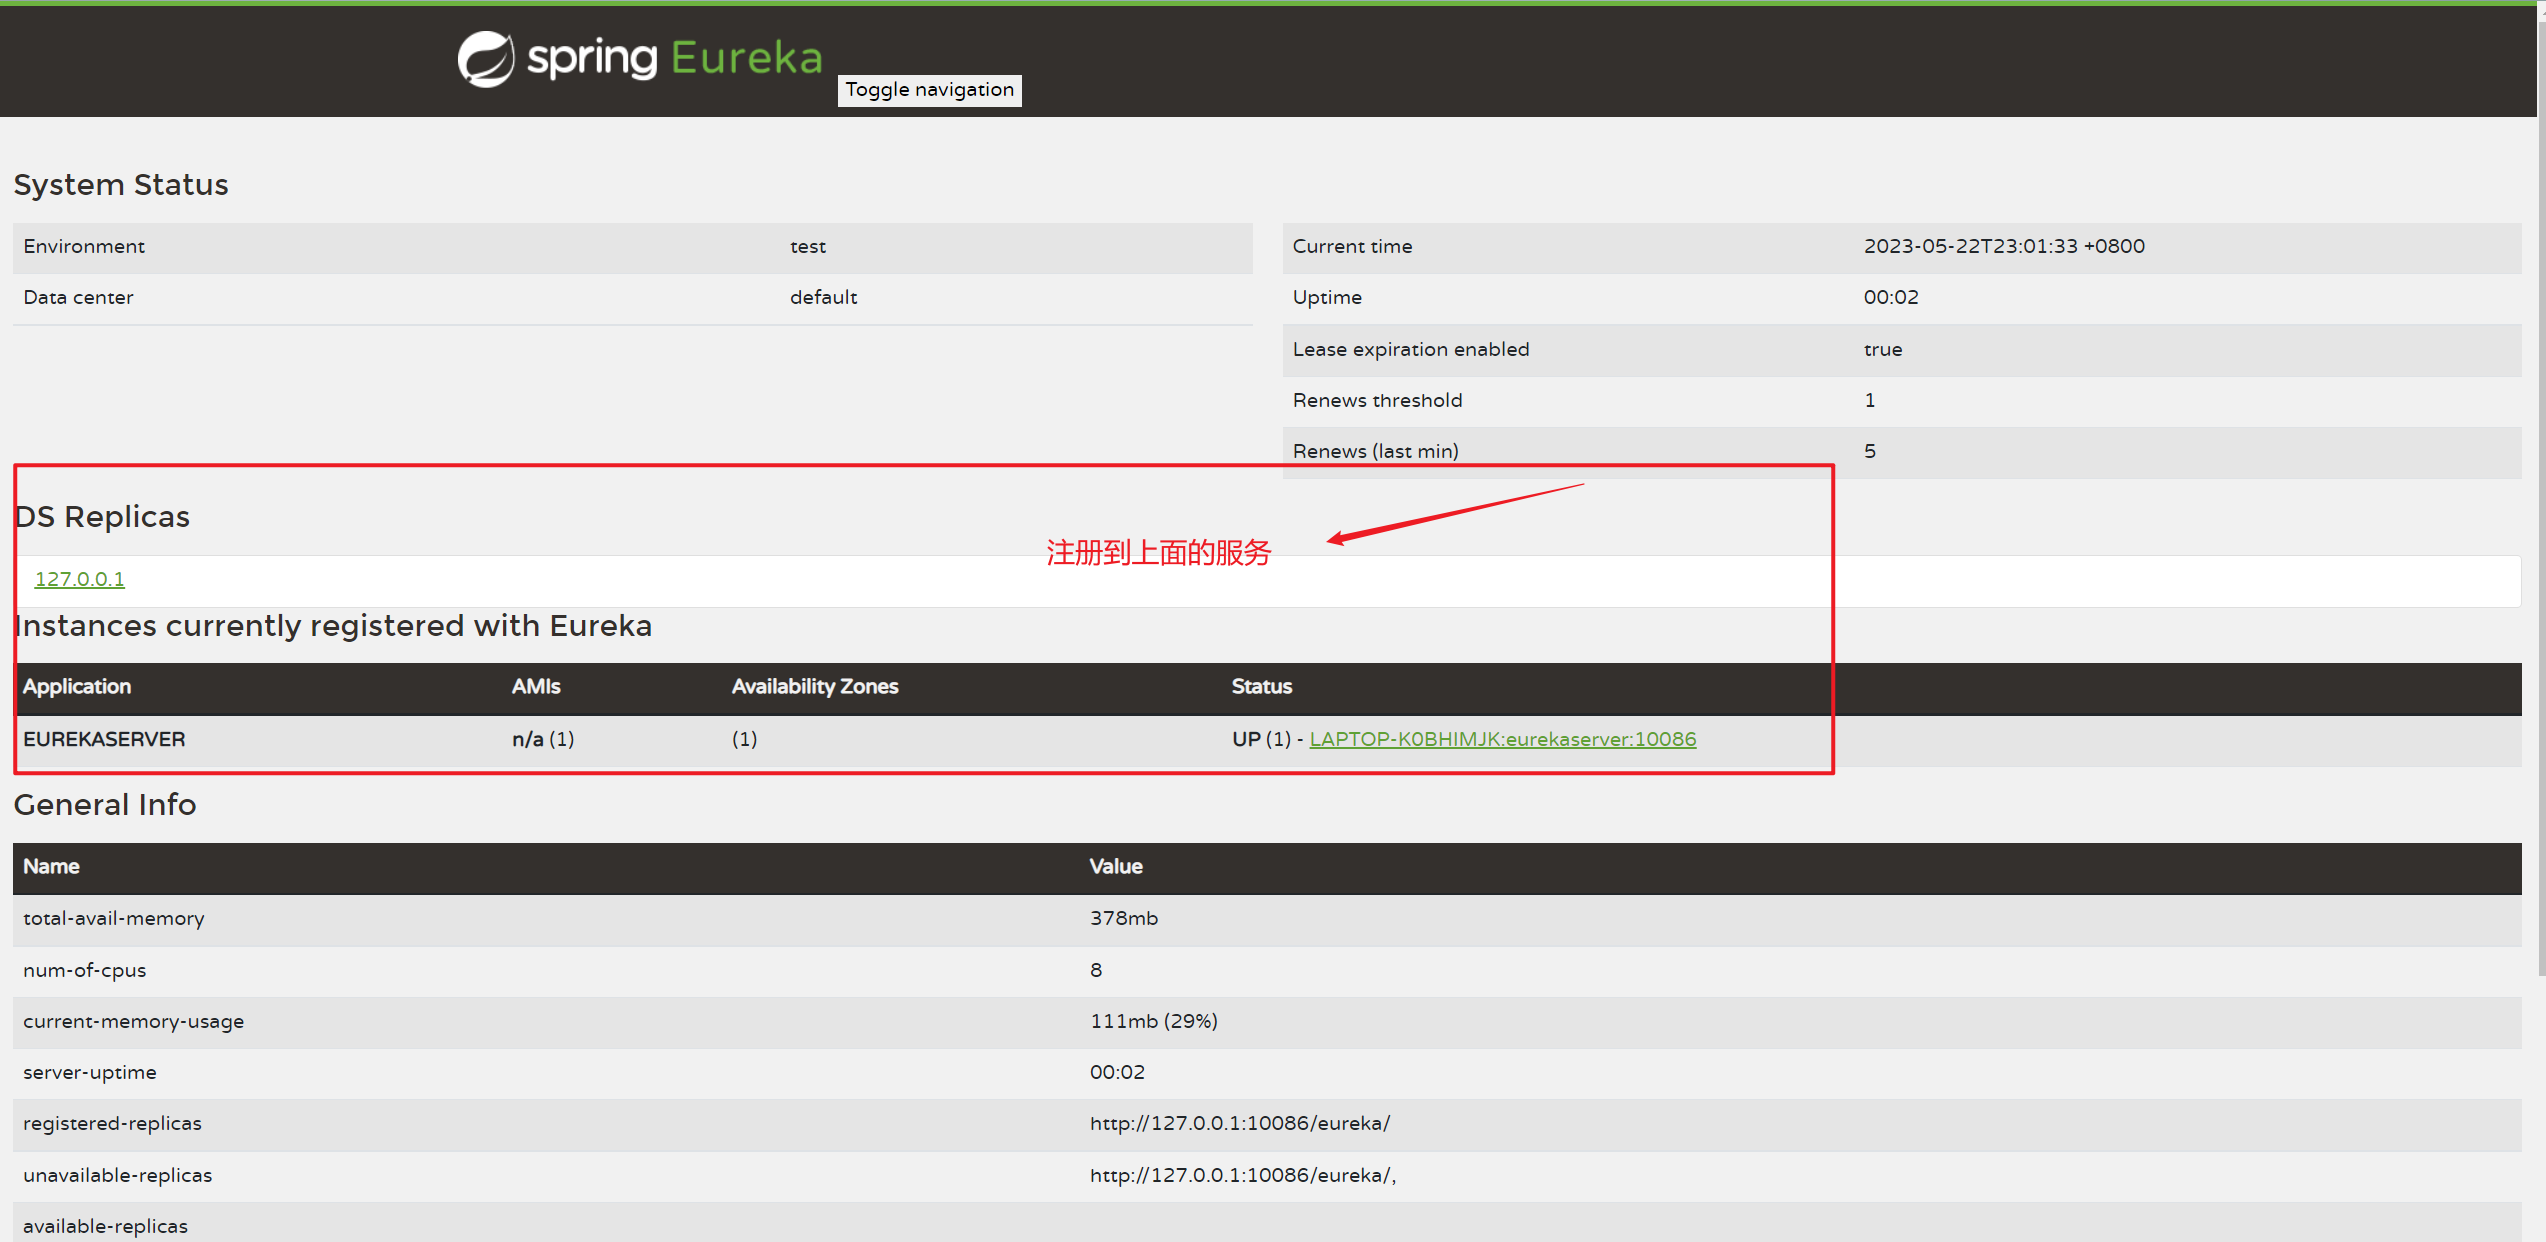 spring Eureka
Toggle navigation
System Status
Environment test
Data center default
Current time 2023-05-22T23:01:33 +0800
Uptime 00:02
Lease expiration enabled true
Renews threshold 1
Renews (last min) 5
DS Replicas
注册到上面的服务
127.0.0.1
Instances currently registered with Eureka
Application AMIs Availability Zones Status
EUREKASERVER n/a (1) (1) UP (1) - LAPTOP-K0BHIMJK:eurekaserver:10086
General Info
Name Value
total-avail-memory 378mb
num-of-cpus 8
current-memory-usage 111mb (29%)
server-uptime 00:02
registered-replicas http://127.0.0.1:10086/eureka/
unavailable-replicas http://127.0.0.1:10086/eureka/,
available-replicas